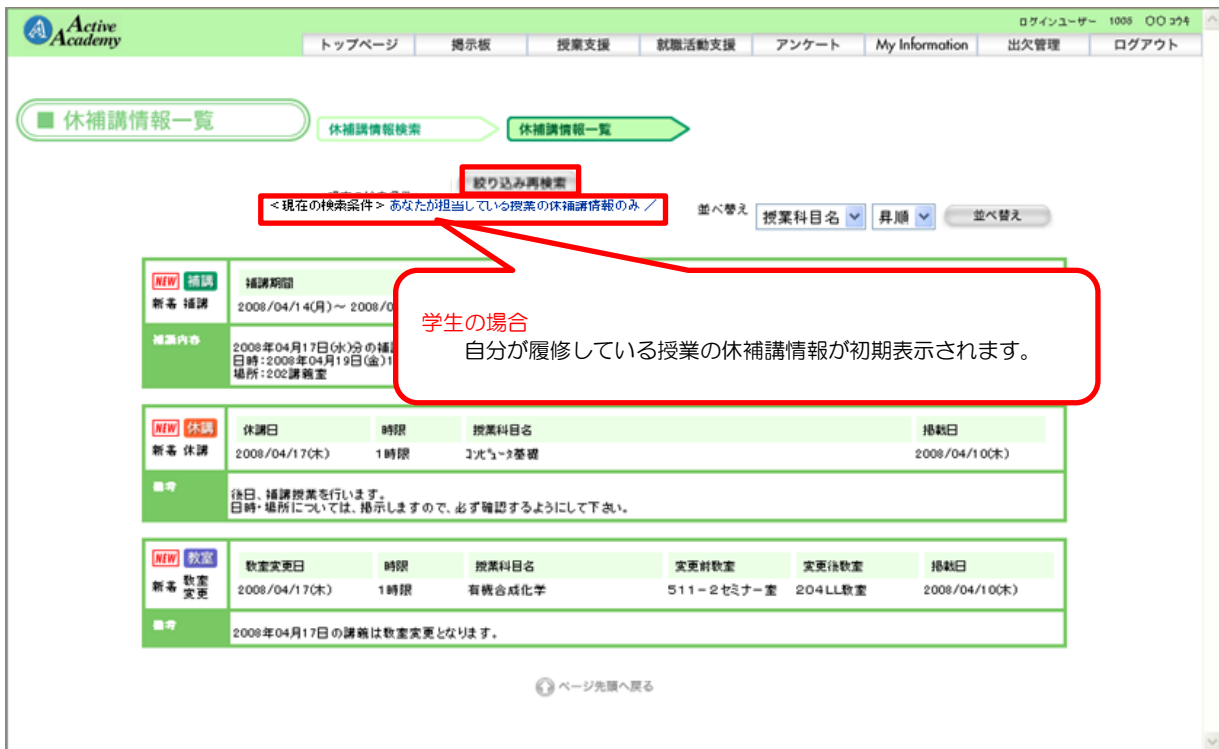 Active Academy
ログインユーザー 1008 〇〇 コウキ
トップページ 掲示板 授業支援 就職活動支援 アンケート My Information 出欠管理 ログアウト
■ 休補講情報一覧
休補講情報検索 休補講情報一覧
絞り込み再検索
＜現在の検索条件＞ あなたが担当している授業の休補講情報のみ ／
並べ替え 授業科目名 昇順 並べ替え
NEW 補講 補講期間
新着 補講 2008/04/14(月)～ 2008/0
学生の場合
自分が履修している授業の休補講情報が初期表示されます。
補講内容
2008年04月17日(水)分の補
日時：2008年04月19日(金)1
場所：202講義室
NEW 休講 休講日 時限 授業科目名 掲載日
新着 休講 2008/04/17(木) 1時限 ｺﾝﾋﾟｭｰﾀ基礎 2008/04/10(木)
備考
後日、補講授業を行います。
日時・場所については、掲示しますので、必ず確認するようにして下さい。
NEW 教室 教室変更日 時限 授業科目名 変更前教室 変更後教室 掲載日
新着 教室変更 2008/04/17(木) 1時限 有機合成化学 511－2セミナー室 204LL教室 2008/04/10(木)
備考
2008年04月17日の講義は教室変更となります。
ページ先頭へ戻る